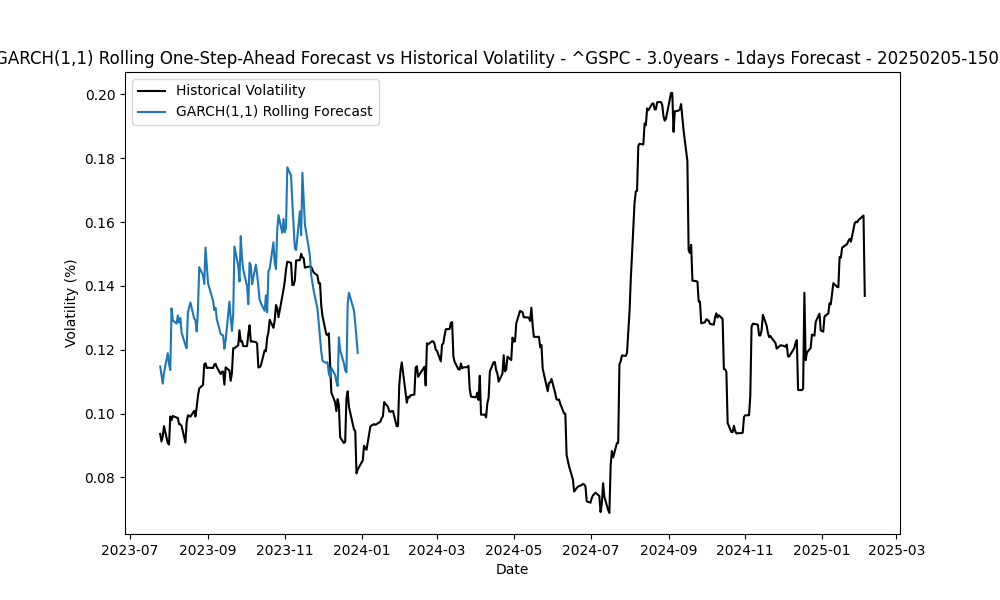 GARCH(1,1) Rolling One-Step-Ahead Forecast vs Historical Volatility - ^GSPC - 3.0years - 1days Forecast - 20250205-150
Historical Volatility
GARCH(1,1) Rolling Forecast
0.20
0.18
0.16
0.14
0.12
0.10
0.08
Volatility (%)
2023-07 2023-09 2023-11 2024-01 2024-03 2024-05 2024-07 2024-09 2024-11 2025-01 2025-03
Date